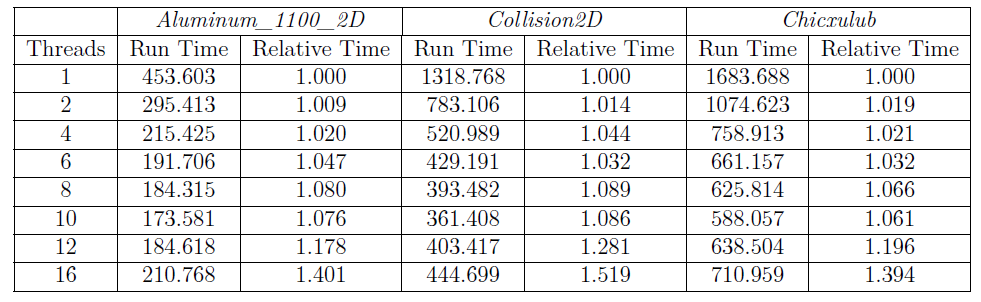 Aluminum_1100_2D Collision2D Chicxulub
Threads Run Time Relative Time Run Time Relative Time Run Time Relative Time
1 453.603 1.000 1318.768 1.000 1683.688 1.000
2 295.413 1.009 783.106 1.014 1074.623 1.019
4 215.425 1.020 520.989 1.044 758.913 1.021
6 191.706 1.047 429.191 1.032 661.157 1.032
8 184.315 1.080 393.482 1.089 625.814 1.066
10 173.581 1.076 361.408 1.086 588.057 1.061
12 184.618 1.178 403.417 1.281 638.504 1.196
16 210.768 1.401 444.699 1.519 710.959 1.394